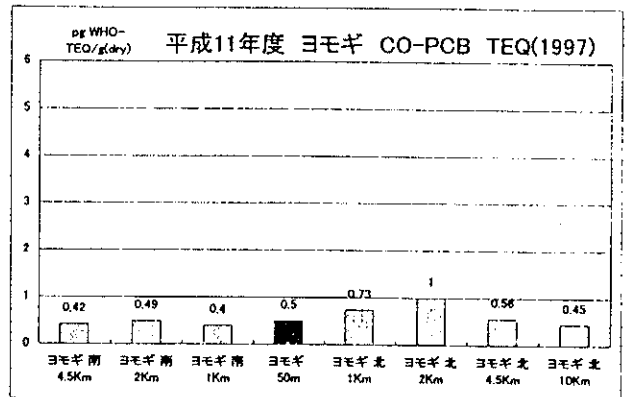 pg WHO-
TEQ/g(dry)
平成11年度 ヨモギ CO-PCB TEQ(1997)
6
5
4
3
2
1
0
0.42
0.49
0.4
0.5
0.73
1
0.56
0.45
ヨモギ 南
4.5Km
ヨモギ 南
2Km
ヨモギ 南
1Km
ヨモギ
50m
ヨモギ 北
1Km
ヨモギ 北
2Km
ヨモギ 北
4.5Km
ヨモギ 北
10Km